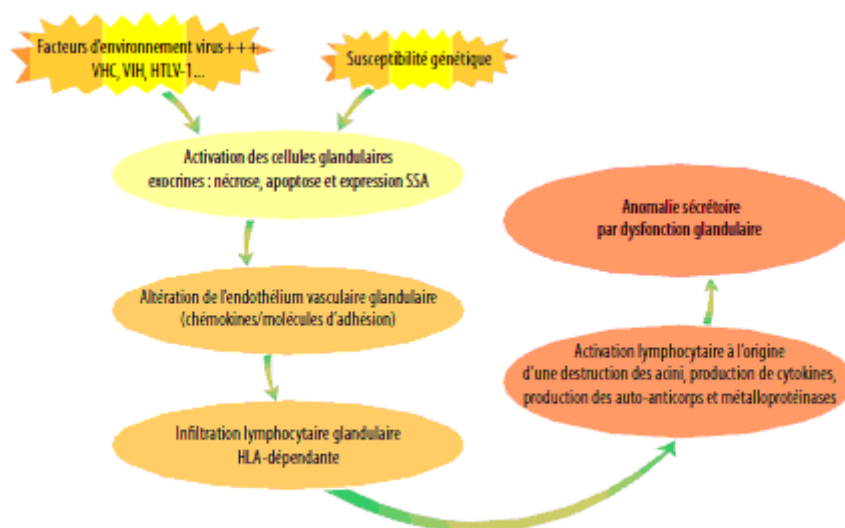 Facteurs d'environnement virus+++
VHC, VIH, HTLV-1...
Susceptibilité génétique
Activation des cellules glandulaires
exocrines : nécrose, apoptose et expression SSA
Altération de l'endothélium vasculaire glandulaire
(chémokines/molécules d'adhésion)
Infiltration lymphocytaire glandulaire
HLA-dépendante
Activation lymphocytaire à l'origine
d'une destruction des acini, production de cytokines,
production des auto-anticorps et métalloprotéinases
Anomalie sécrétoire
par dysfonction glandulaire